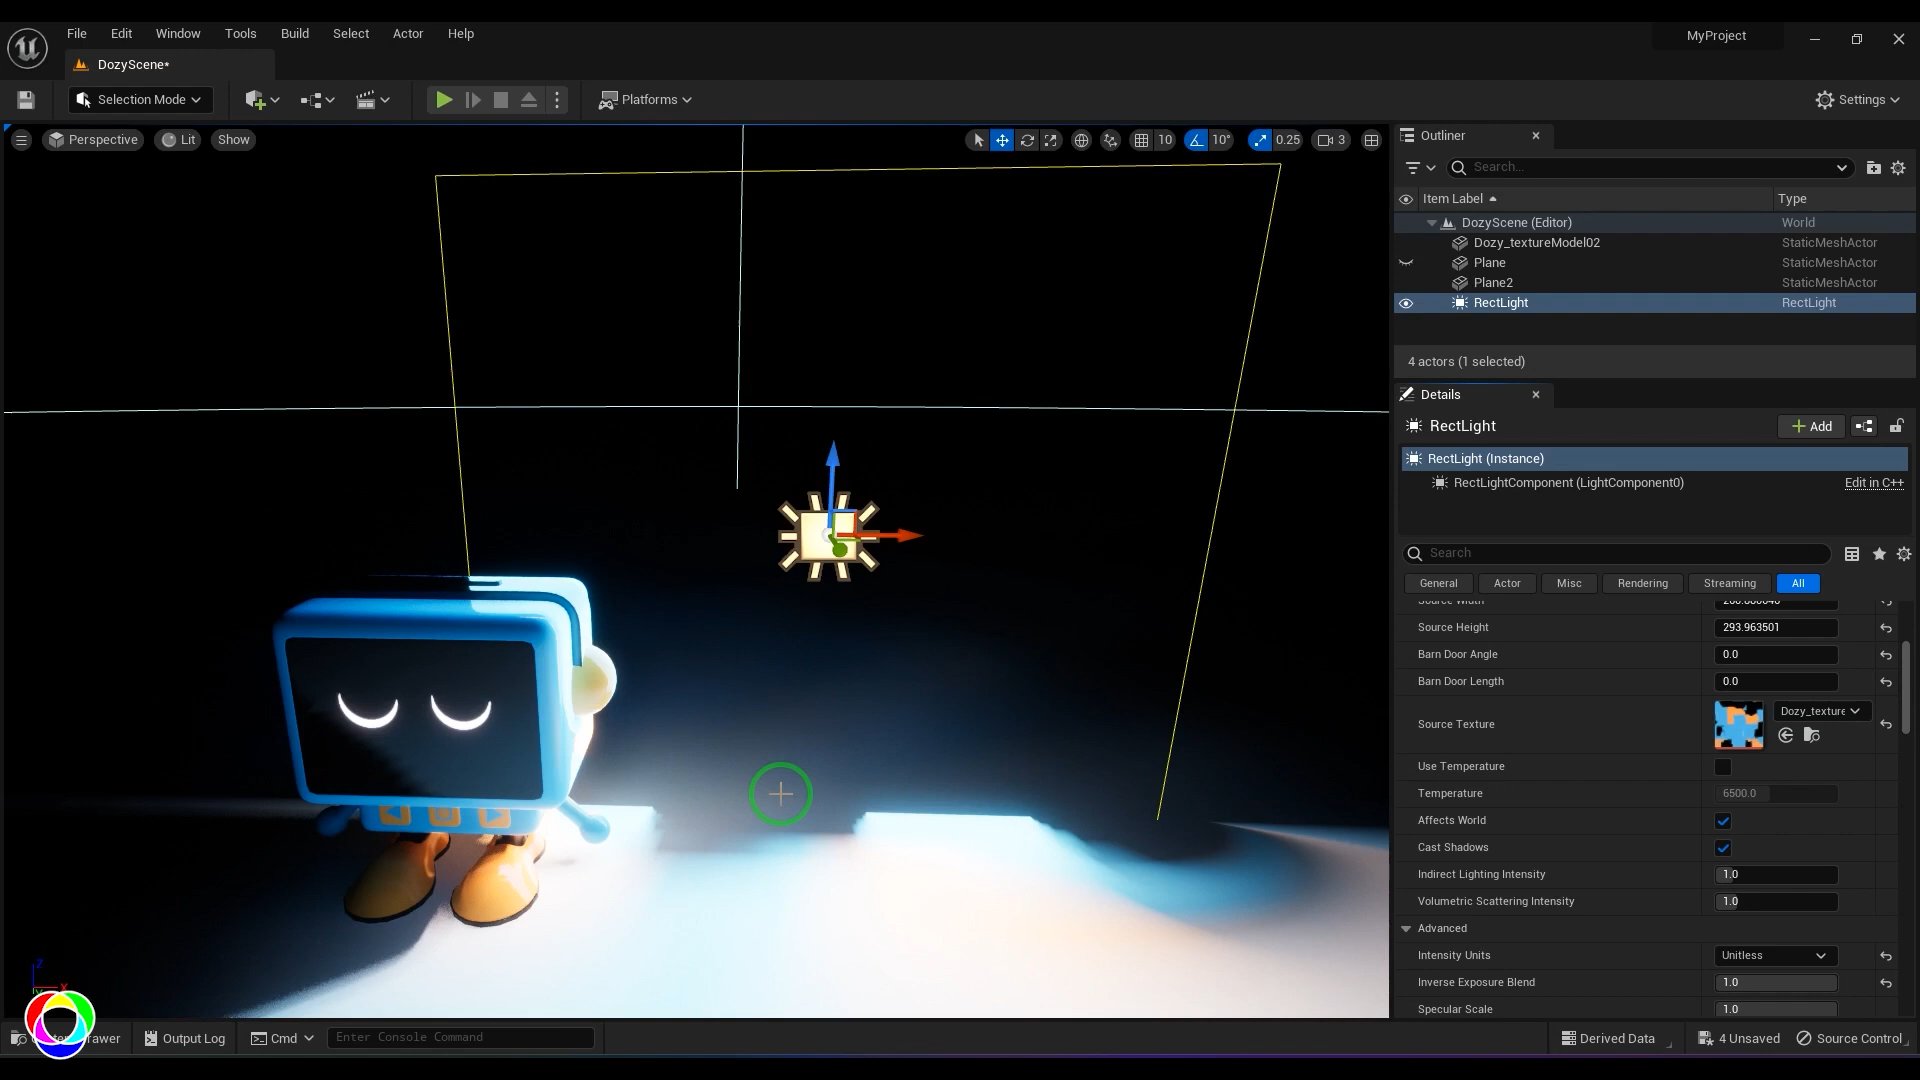 File Edit Window Tools Build Select Actor Help
MyProject
DozyScene*
Selection Mode
Platforms
Settings
Perspective Lit Show
10 10° 0.25 3
Outliner
Search...
Item Label Type
DozyScene (Editor) World
Dozy_textureModel02 StaticMeshActor
Plane StaticMeshActor
Plane2 StaticMeshActor
RectLight RectLight
4 actors (1 selected)
Details
RectLight
Add
RectLight (Instance)
RectLightComponent (LightComponent0) Edit in C++
Search
General Actor Misc Rendering Streaming All
Source Width
Source Height 293.963501
Barn Door Angle 0.0
Barn Door Length 0.0
Source Texture Dozy_texture
Use Temperature
Temperature 6500.0
Affects World
Cast Shadows
Indirect Lighting Intensity 1.0
Volumetric Scattering Intensity 1.0
Advanced
Intensity Units Unitless
Inverse Exposure Blend 1.0
Specular Scale 1.0
Z
X
Output Log Cmd Enter Console Command Derived Data 4 Unsaved Source Control